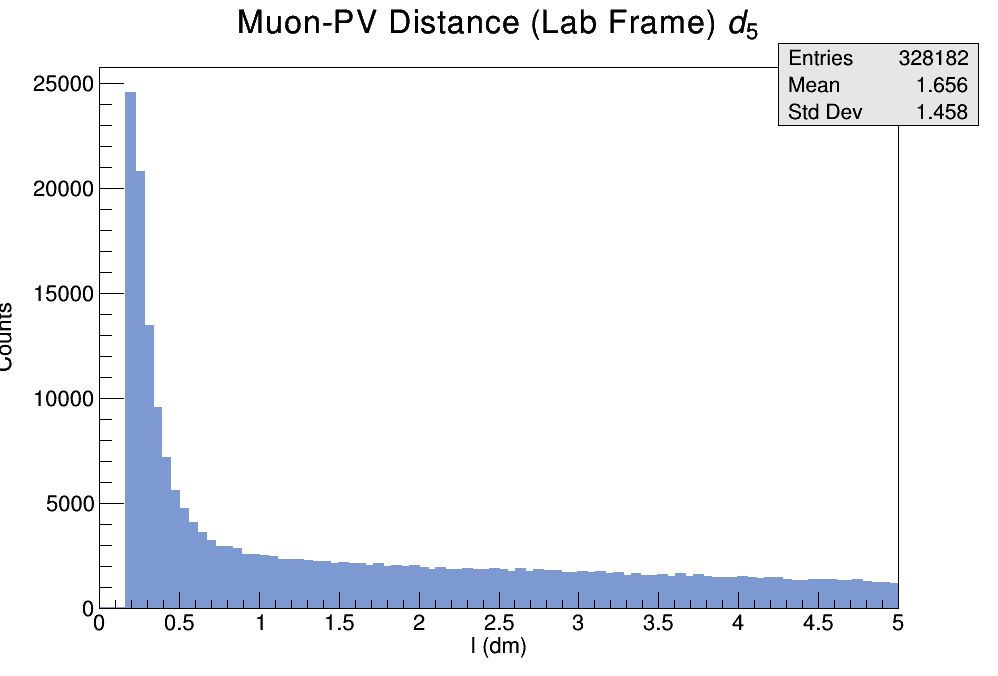 Muon-PV Distance (Lab Frame) d₅
Entries 328182
Mean 1.656
Std Dev 1.458
25000
20000
15000
10000
5000
0
Counts
0 0.5 1 1.5 2 2.5 3 3.5 4 4.5 5
l (dm)